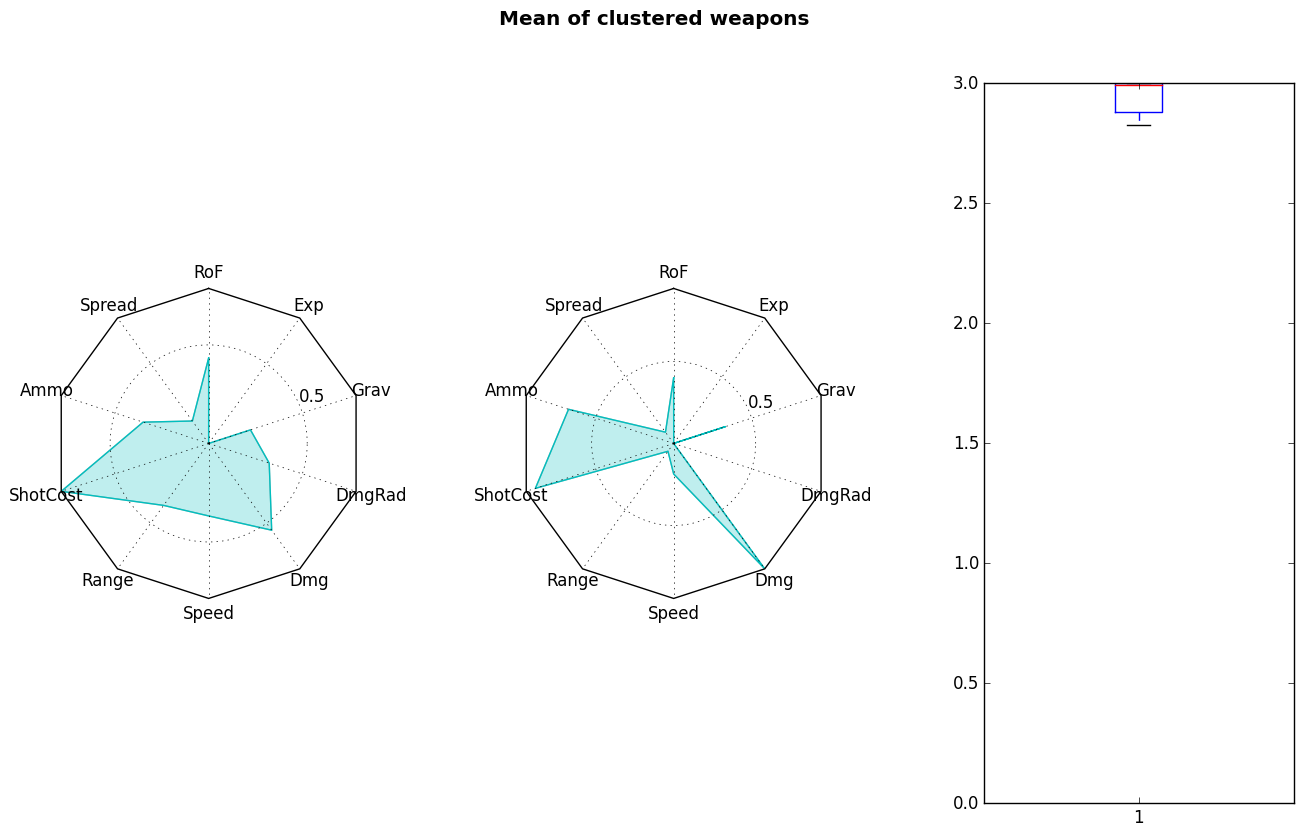 Mean of clustered weapons
RoF
Exp
Grav
DmgRad
Dmg
Speed
Range
ShotCost
Ammo
Spread
0.5
RoF
Exp
Grav
DmgRad
Dmg
Speed
Range
ShotCost
Ammo
Spread
0.5
3.0
2.5
2.0
1.5
1.0
0.5
0.0
1